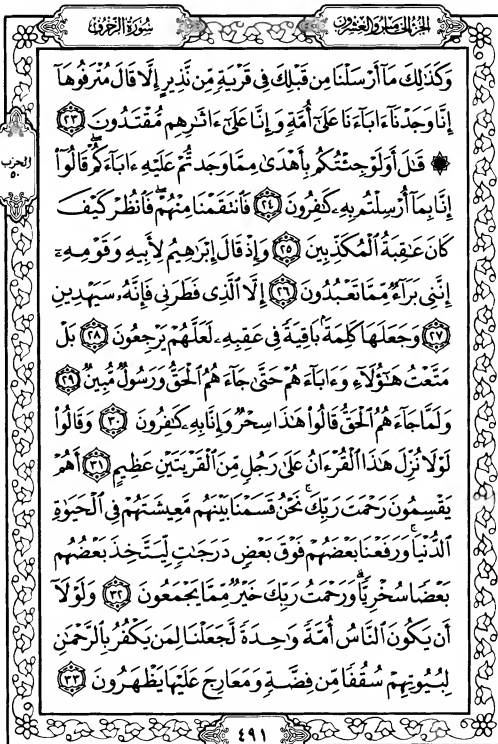 الجزء الخامس والعشرون
سورة الزخرف
وَكَذَٰلِكَ مَآ أَرْسَلْنَا مِن قَبْلِكَ فِى قَرْيَةٍ مِّن نَّذِيرٍ إِلَّا قَالَ مُتْرَفُوهَآ
إِنَّا وَجَدْنَآ ءَابَآءَنَا عَلَىٰٓ أُمَّةٍ وَإِنَّا عَلَىٰٓ ءَاثَٰرِهِم مُّقْتَدُونَ ٢٣
۞ قَٰلَ أَوَلَوْ جِئْتُكُم بِأَهْدَىٰ مِمَّا وَجَدتُّمْ عَلَيْهِ ءَابَآءَكُمْ ۖ قَالُوٓا۟
إِنَّا بِمَآ أُرْسِلْتُم بِهِۦ كَٰفِرُونَ ٢٤ فَٱنتَقَمْنَا مِنْهُمْ ۖ فَٱنظُرْ كَيْفَ
كَانَ عَٰقِبَةُ ٱلْمُكَذِّبِينَ ٢٥ وَإِذْ قَالَ إِبْرَٰهِيمُ لِأَبِيهِ وَقَوْمِهِۦٓ
إِنَّنِى بَرَآءٌ مِّمَّا تَعْبُدُونَ ٢٦ إِلَّا ٱلَّذِى فَطَرَنِى فَإِنَّهُۥ سَيَهْدِينِ
٢٧ وَجَعَلَهَا كَلِمَةًۢ بَاقِيَةً فِى عَقِبِهِۦ لَعَلَّهُمْ يَرْجِعُونَ ٢٨ بَلْ
مَتَّعْتُ هَٰٓؤُلَآءِ وَءَابَآءَهُمْ حَتَّىٰ جَآءَهُمُ ٱلْحَقُّ وَرَسُولٌ مُّبِينٌ ٢٩
وَلَمَّا جَآءَهُمُ ٱلْحَقُّ قَالُوا۟ هَٰذَا سِحْرٌ وَإِنَّا بِهِۦ كَٰفِرُونَ ٣٠ وَقَالُوا۟
لَوْلَا نُزِّلَ هَٰذَا ٱلْقُرْءَانُ عَلَىٰ رَجُلٍ مِّنَ ٱلْقَرْيَتَيْنِ عَظِيمٍ ٣١ أَهُمْ
يَقْسِمُونَ رَحْمَتَ رَبِّكَ ۚ نَحْنُ قَسَمْنَا بَيْنَهُم مَّعِيشَتَهُمْ فِى ٱلْحَيَوٰةِ
ٱلدُّنْيَا ۚ وَرَفَعْنَا بَعْضَهُمْ فَوْقَ بَعْضٍ دَرَجَٰتٍ لِّيَتَّخِذَ بَعْضُهُم
بَعْضًا سُخْرِيًّا ۗ وَرَحْمَتُ رَبِّكَ خَيْرٌ مِّمَّا يَجْمَعُونَ ٣٢ وَلَوْلَآ
أَن يَكُونَ ٱلنَّاسُ أُمَّةً وَٰحِدَةً لَّجَعَلْنَا لِمَن يَكْفُرُ بِٱلرَّحْمَٰنِ
لِبُيُوتِهِمْ سُقُفًا مِّن فِضَّةٍ وَمَعَارِجَ عَلَيْهَا يَظْهَرُونَ ٣٣
الحزب
٥٠
٤٩١